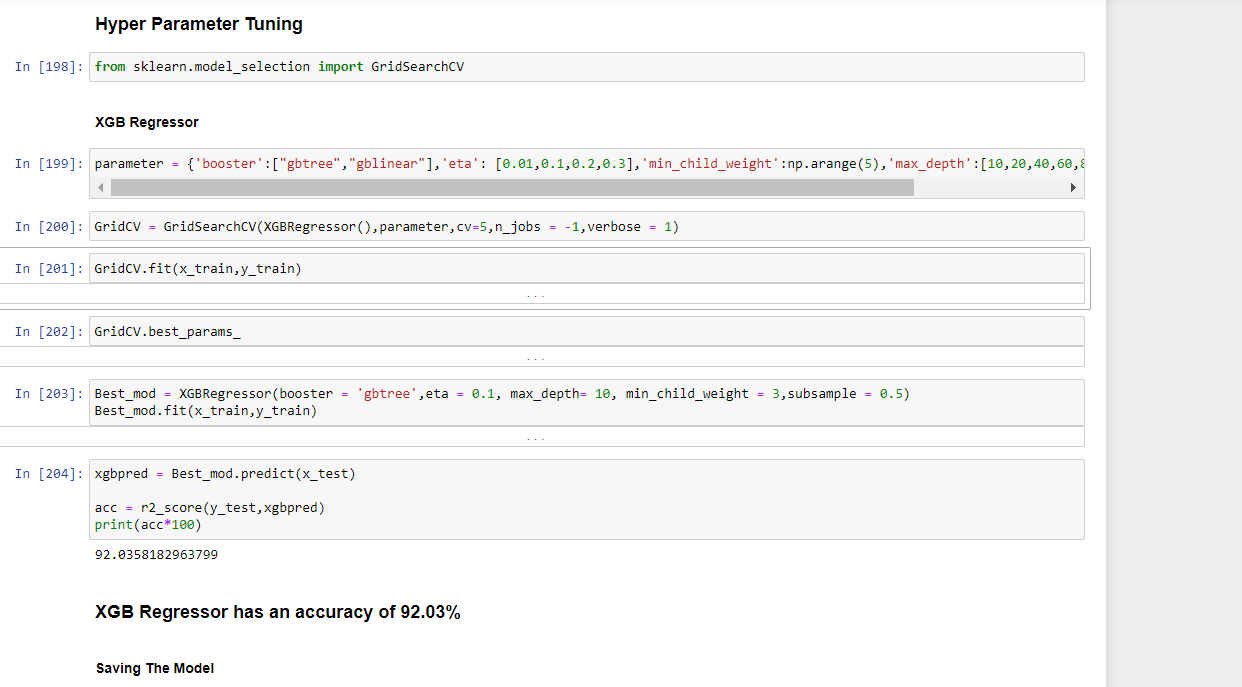 Hyper Parameter Tuning
In [198]: from sklearn.model_selection import GridSearchCV
XGB Regressor
In [199]: parameter = {'booster':["gbtree","gblinear"],'eta': [0.01,0.1,0.2,0.3],'min_child_weight':np.arange(5),'max_depth':[10,20,40,60,
In [200]: GridCV = GridSearchCV(XGBRegressor(),parameter,cv=5,n_jobs = -1,verbose = 1)
In [201]: GridCV.fit(x_train,y_train)
...
In [202]: GridCV.best_params_
...
In [203]: Best_mod = XGBRegressor(booster = 'gbtree',eta = 0.1, max_depth= 10, min_child_weight = 3,subsample = 0.5)
Best_mod.fit(x_train,y_train)
...
In [204]: xgbpred = Best_mod.predict(x_test)
acc = r2_score(y_test,xgbpred)
print(acc*100)
92.0358182963799
XGB Regressor has an accuracy of 92.03%
Saving The Model